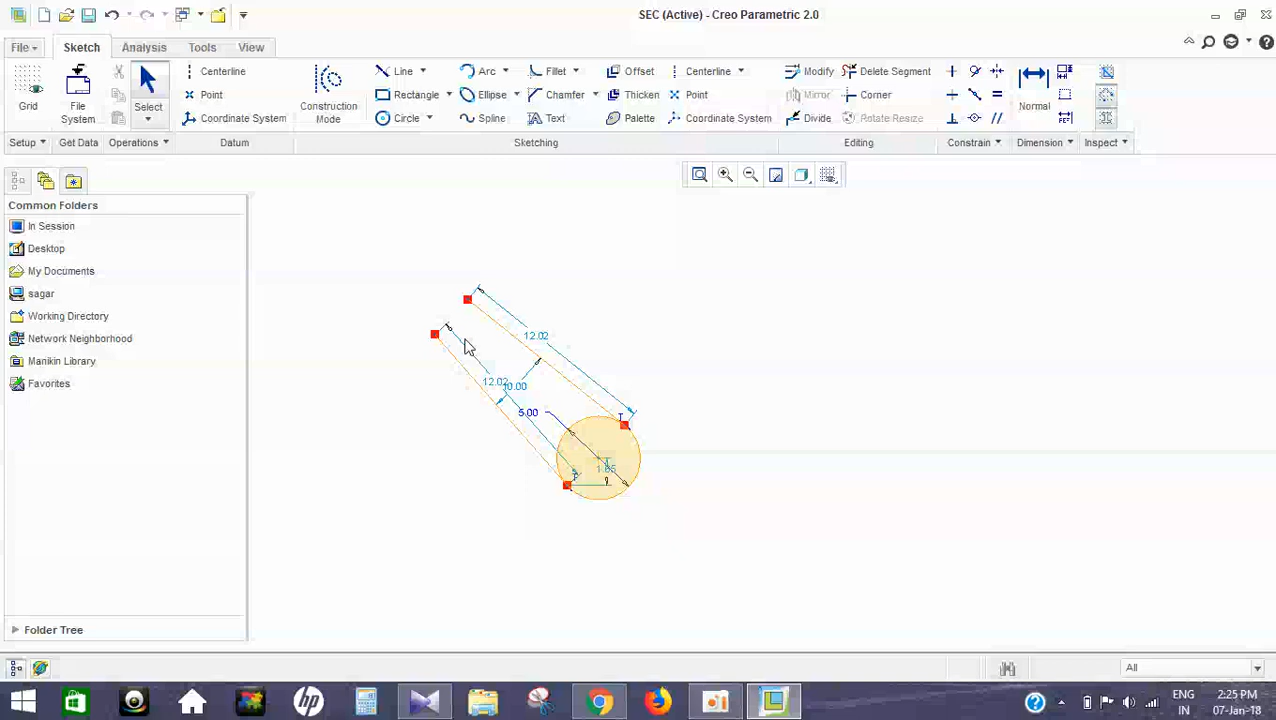 SEC (Active) - Creo Parametric 2.0
File Sketch Analysis Tools View
Grid
File System
Select
Centerline
Point
Coordinate System
Construction Mode
Line Arc Fillet Offset Centerline
Rectangle Ellipse Chamfer Thicken Point
Circle Spline Text Palette Coordinate System
Modify Delete Segment
Mirror Corner
Divide Rotate Resize
Normal
Setup Get Data Operations Datum Sketching Editing Constrain Dimension Inspect
Common Folders
In Session
Desktop
My Documents
sagar
Working Directory
Network Neighborhood
Manikin Library
Favorites
Folder Tree
12.02
12.02
10.00
5.00
T
All
hp
ENG
IN
2:25 PM
07-Jan-18